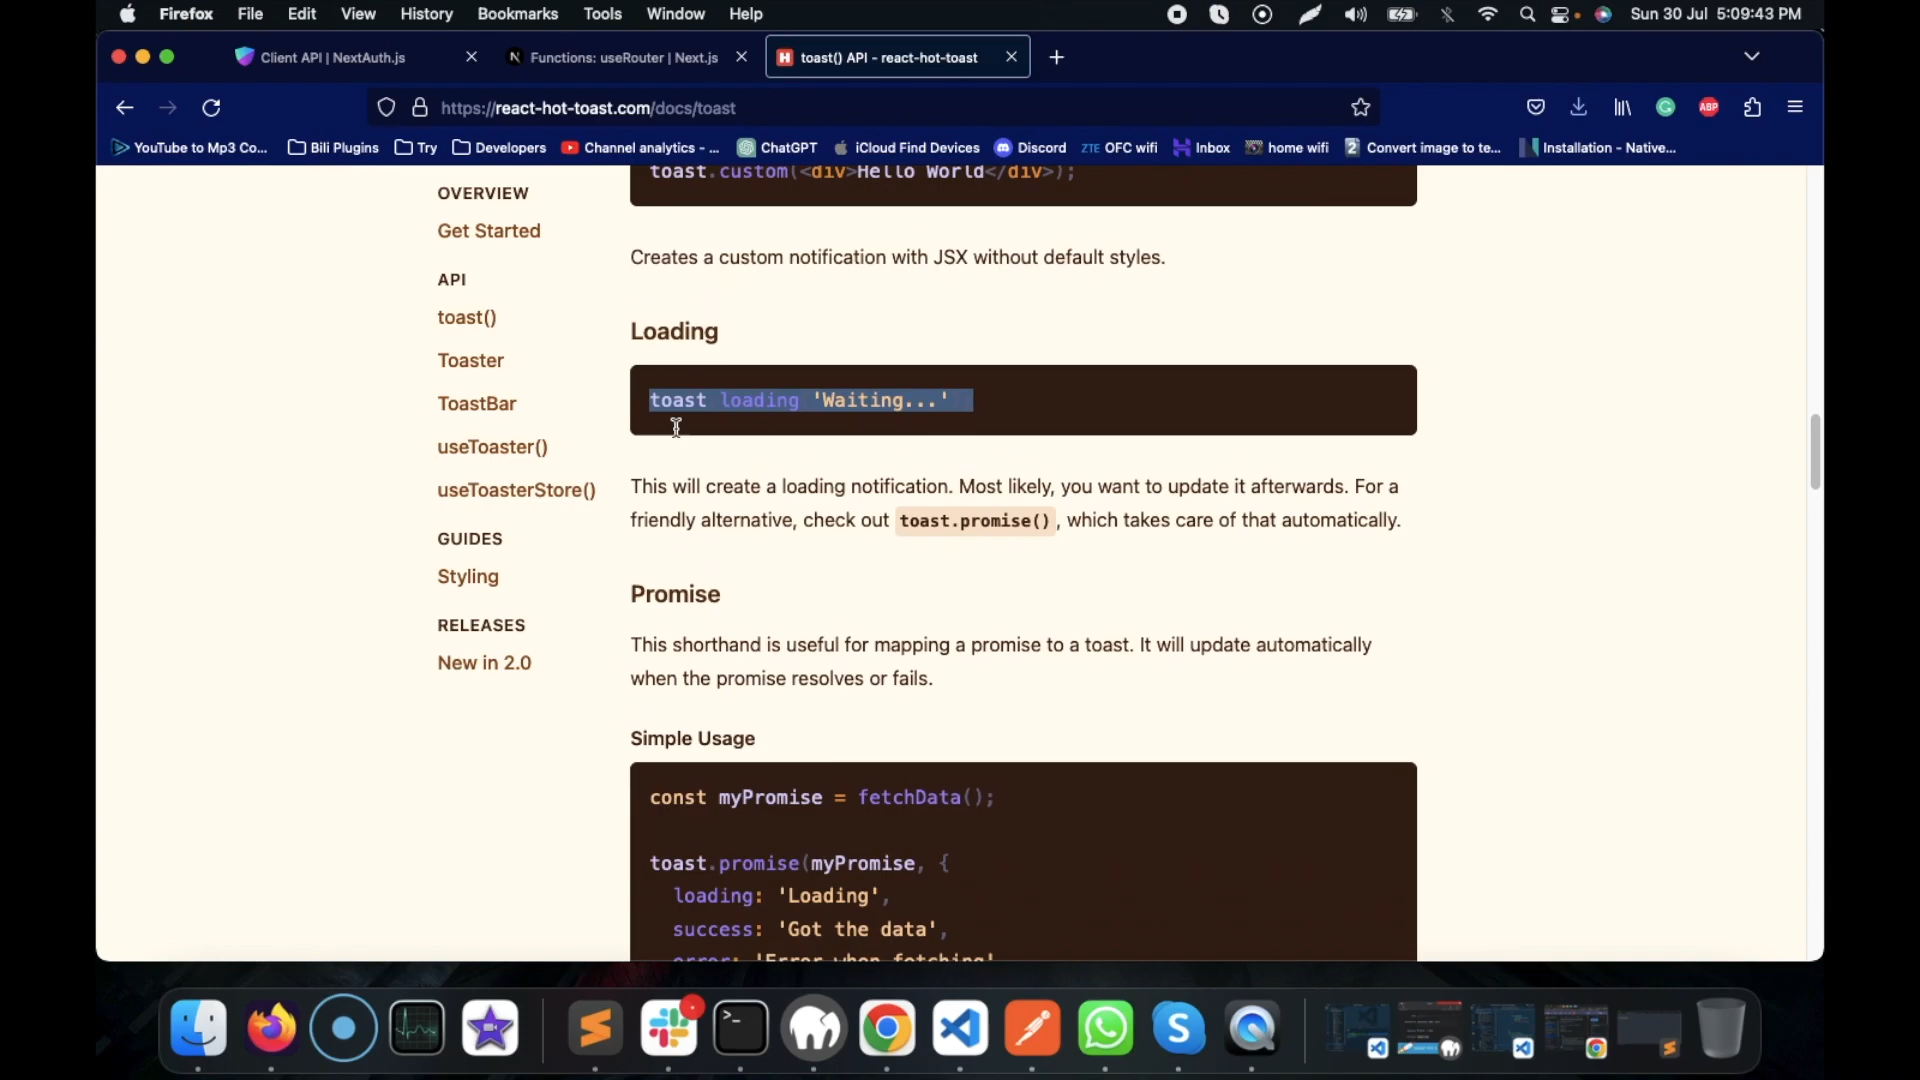 Firefox File Edit View History Bookmarks Tools Window Help Sun 30 Jul 5:09:43 PM
Client API | NextAuth.js Functions: useRouter | Next.js toast() API - react-hot-toast
https://react-hot-toast.com/docs/toast
YouTube to Mp3 Co... Bili Plugins Try Developers Channel analytics - ... ChatGPT iCloud Find Devices Discord ZTE OFC wifi Inbox home wifi Convert image to te... Installation - Native...
OVERVIEW
Get Started
API
toast()
Toaster
ToastBar
useToaster()
useToasterStore()
GUIDES
Styling
RELEASES
New in 2.0
toast.custom(<div>Hello World</div>);
Creates a custom notification with JSX without default styles.
Loading
toast loading 'Waiting...'
This will create a loading notification. Most likely, you want to update it afterwards. For a
friendly alternative, check out toast.promise(), which takes care of that automatically.
Promise
This shorthand is useful for mapping a promise to a toast. It will update automatically
when the promise resolves or fails.
Simple Usage
const myPromise = fetchData();
toast.promise(myPromise, {
loading: 'Loading',
success: 'Got the data',
error: 'Error when fetching'